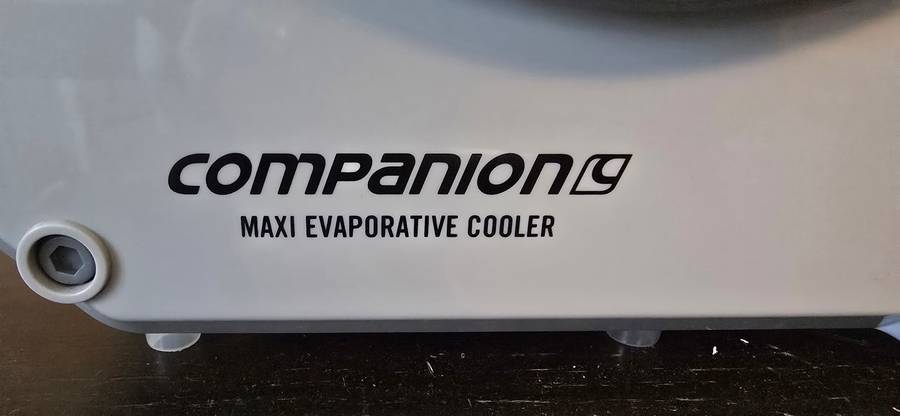 companion
MAXI EVAPORATIVE COOLER